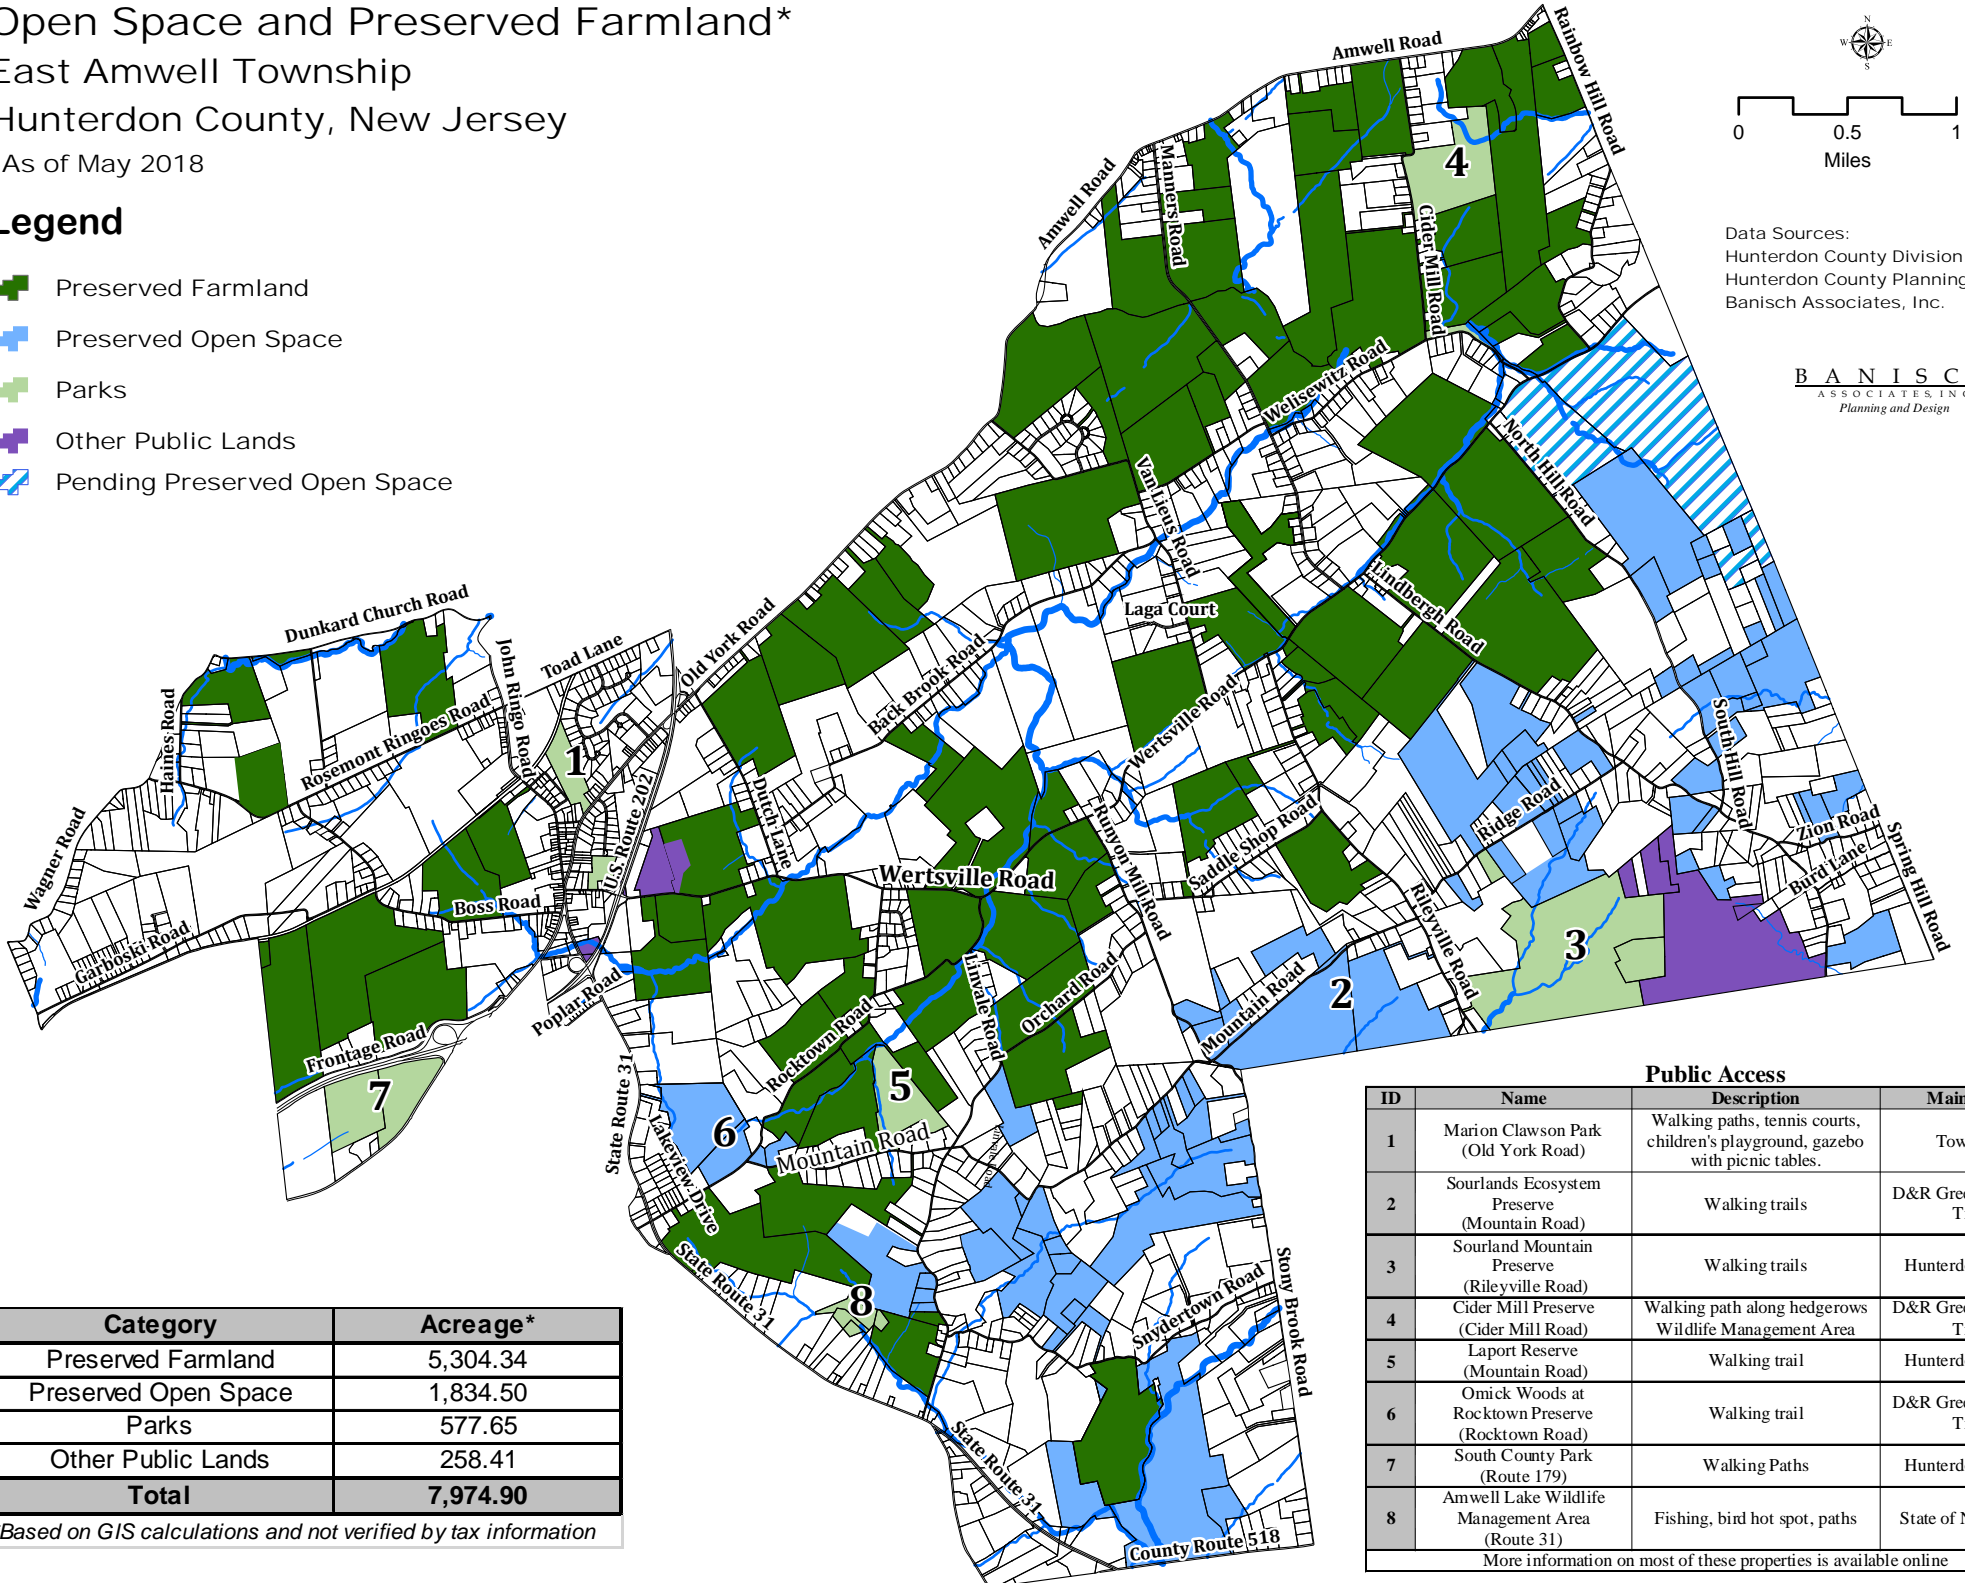 Open Space and Preserved Farmland*
East Amwell Township
Hunterdon County, New Jersey
As of May 2018
Legend
Preserved Farmland
Preserved Open Space
Parks
Other Public Lands
Pending Preserved Open Space
N
W E
S
0 0.5 1
Miles
Data Sources:
Hunterdon County Division
Hunterdon County Planning
Banisch Associates, Inc.
B A N I S C
ASSOCIATES, INC
Planning and Design
Amwell Road
Rainbow Hill Road
Amwell Road
Manners Road
4
Cider Mill Road
Welisewitz Road
North Hill Road
Van Lieus Road
Lindbergh Road
Laga Court
Dunkard Church Road
John Ringo Road
Toad Lane
Old York Road
Back Brook Road
Wertsville Road
Haines Road
Rosemont Ringoes Road
1
U.S. Route 202
Dutch Lane
South Hill Road
Ridge Road
Zion Road
Spring Hill Road
Burd Lane
Wagner Road
Runyon Mill Road
Saddle Shop Road
Wertsville Road
Boss Road
Garboski Road
Rileyville Road
3
Linvale Road
Orchard Road
Mountain Road
2
Poplar Road
Frontage Road
7
Rocktown Road
State Route 31
5
6
Mountain Road
Lakeview Drive
State Route 31
8
Snydertown Road
Stony Brook Road
State Route 31
County Route 518
Category Acreage*
Preserved Farmland 5,304.34
Preserved Open Space 1,834.50
Parks 577.65
Other Public Lands 258.41
Total 7,974.90
*Based on GIS calculations and not verified by tax information
Public Access
ID Name Description Main
1 Marion Clawson Park (Old York Road) Walking paths, tennis courts, children's playground, gazebo with picnic tables. Tow
2 Sourlands Ecosystem Preserve (Mountain Road) Walking trails D&R Gree T
3 Sourland Mountain Preserve (Rileyville Road) Walking trails Hunterd
4 Cider Mill Preserve (Cider Mill Road) Walking path along hedgerows Wildlife Management Area D&R Gree T
5 Laport Reserve (Mountain Road) Walking trail Hunterd
6 Omick Woods at Rocktown Preserve (Rocktown Road) Walking trail D&R Gree T
7 South County Park (Route 179) Walking Paths Hunterd
8 Amwell Lake Wildlife Management Area (Route 31) Fishing, bird hot spot, paths State of N
More information on most of these properties is available online